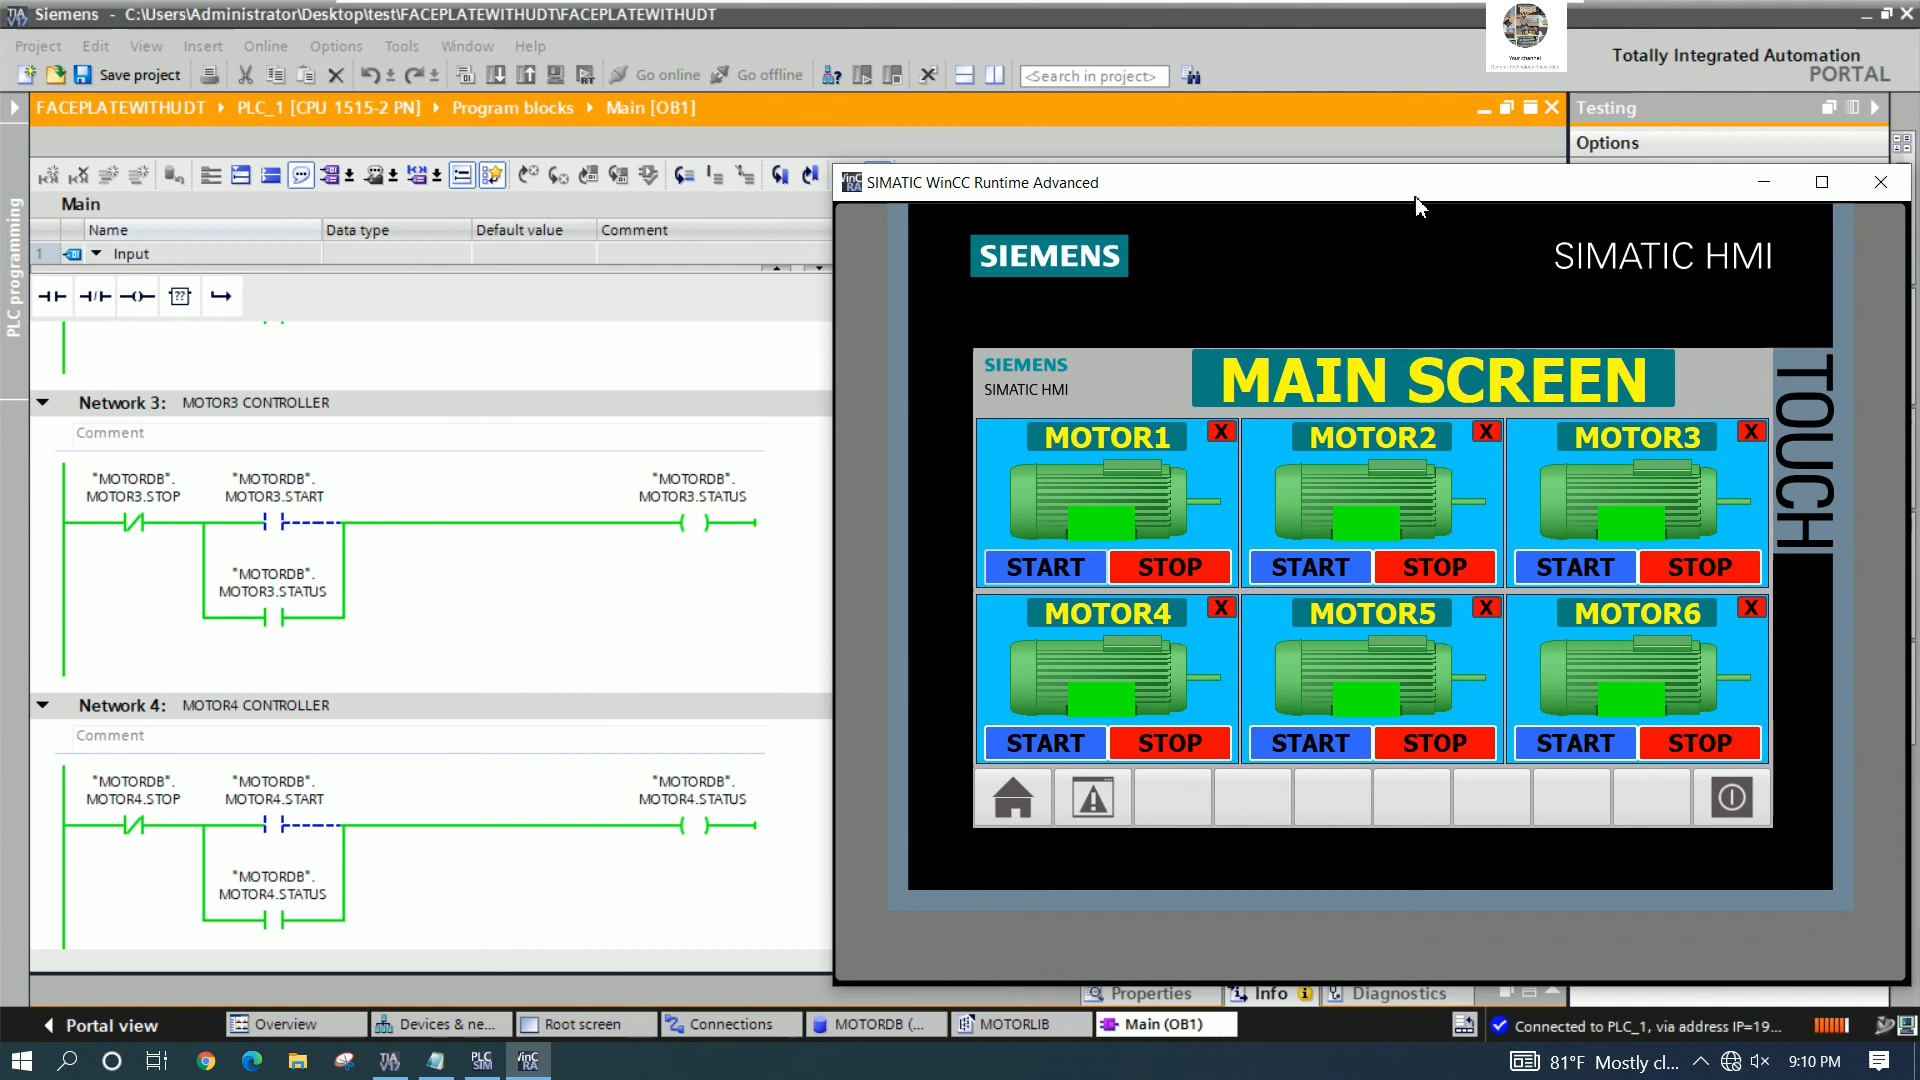 Siemens - C:\Users\Administrator\Desktop\test\FACEPLATEWITHUDT\FACEPLATEWITHUDT
Project Edit View Insert Online Options Tools Window Help
Save project
Go online
Go offline
<Search in project>
Your channel
Totally Integrated Automation
PORTAL
FACEPLATEWITHUDT PLC_1 [CPU 1515-2 PN] Program blocks Main [OB1]
Testing
Options
PLC programming
Main
Name Data type Default value Comment
1 Input
??
Network 3: MOTOR3 CONTROLLER
Comment
"MOTORDB".
MOTOR3.STOP
"MOTORDB".
MOTOR3.START
"MOTORDB".
MOTOR3.STATUS
"MOTORDB".
MOTOR3.STATUS
Network 4: MOTOR4 CONTROLLER
Comment
"MOTORDB".
MOTOR4.STOP
"MOTORDB".
MOTOR4.START
"MOTORDB".
MOTOR4.STATUS
"MOTORDB".
MOTOR4.STATUS
SIMATIC WinCC Runtime Advanced
SIEMENS
SIMATIC HMI
SIEMENS
SIMATIC HMI
MAIN SCREEN
TOUCH
MOTOR1 X MOTOR2 X MOTOR3 X
START STOP START STOP START STOP
MOTOR4 X MOTOR5 X MOTOR6 X
START STOP START STOP START STOP
Properties Info Diagnostics
Portal view Overview Devices & ne... Root screen Connections MOTORDB (... MOTORLIB Main (OB1)
Connected to PLC_1, via address IP=19...
81°F Mostly cl... 9:10 PM